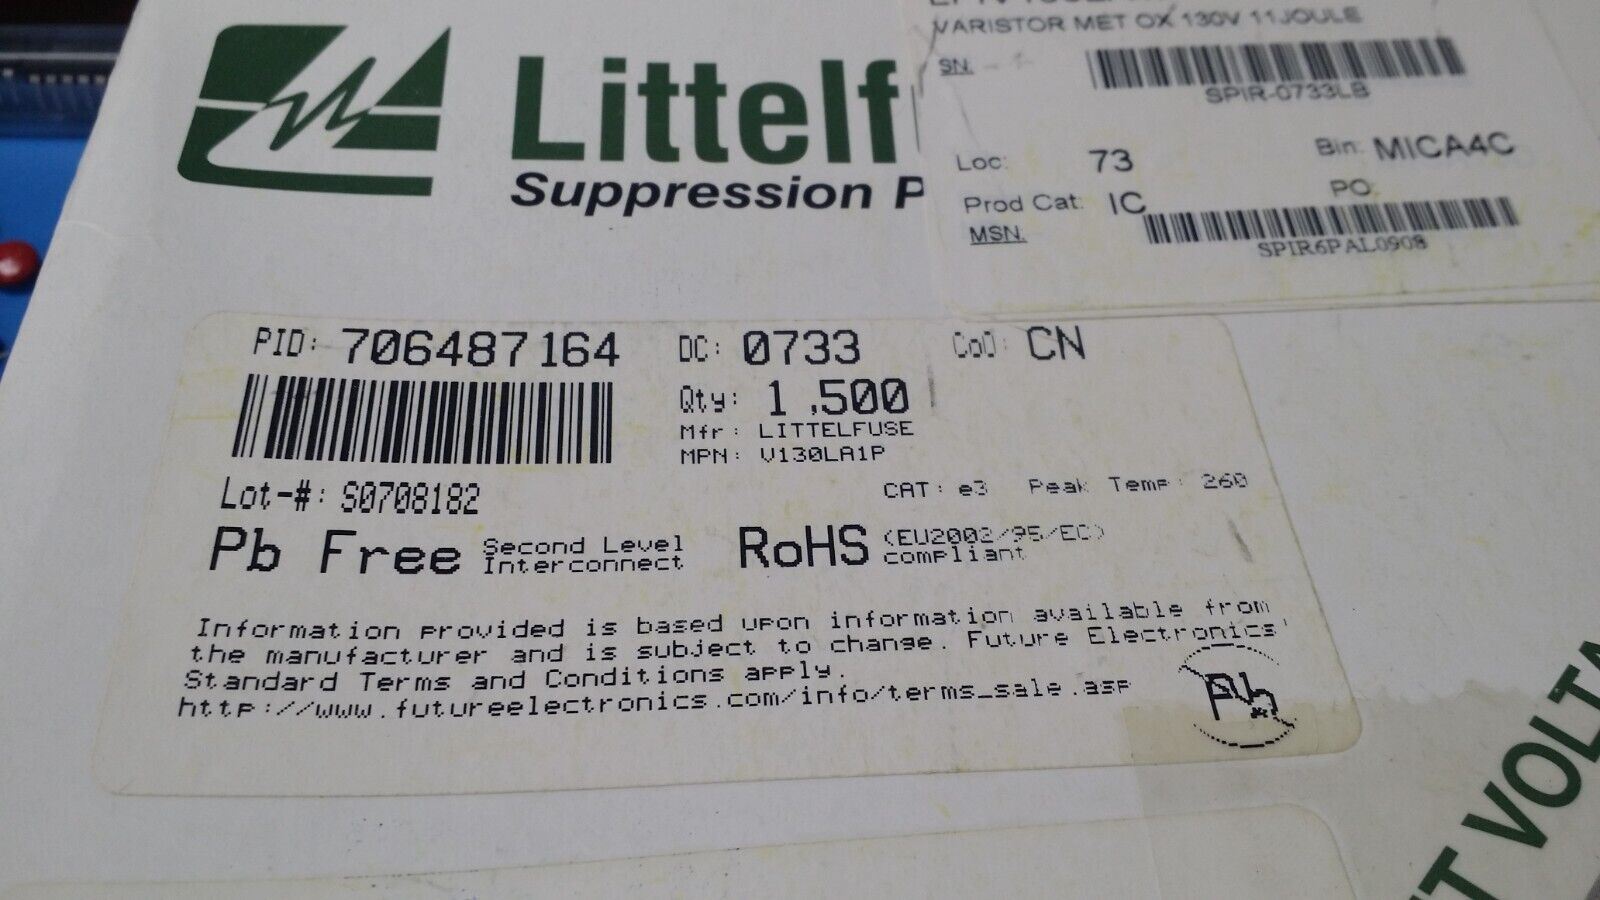 Littelf
Suppression P
VARISTOR MET OX 130V 11JOULE
SN.
SPIR-0733LB
Loc: 73 Bin: MICA4C
Prod Cat: IC PO:
MSN.
SPIR6PAL0908
PID: 706487164 DC: 0733 CoO: CN
Qty: 1,500
Mfr: LITTELFUSE
MPN: V130LA1P
Lot-#: S0708182
CAT: e3 Peak Temp: 260
Pb Free Second Level
Interconnect
RoHS (EU2002/95/EC)
compliant
Information provided is based upon information available from
the manufacturer and is subject to change. Future Electronics'
Standard Terms and Conditions apply.
http://www.futureelectronics.com/info/terms_sale.asp
Pb
T VOLTA